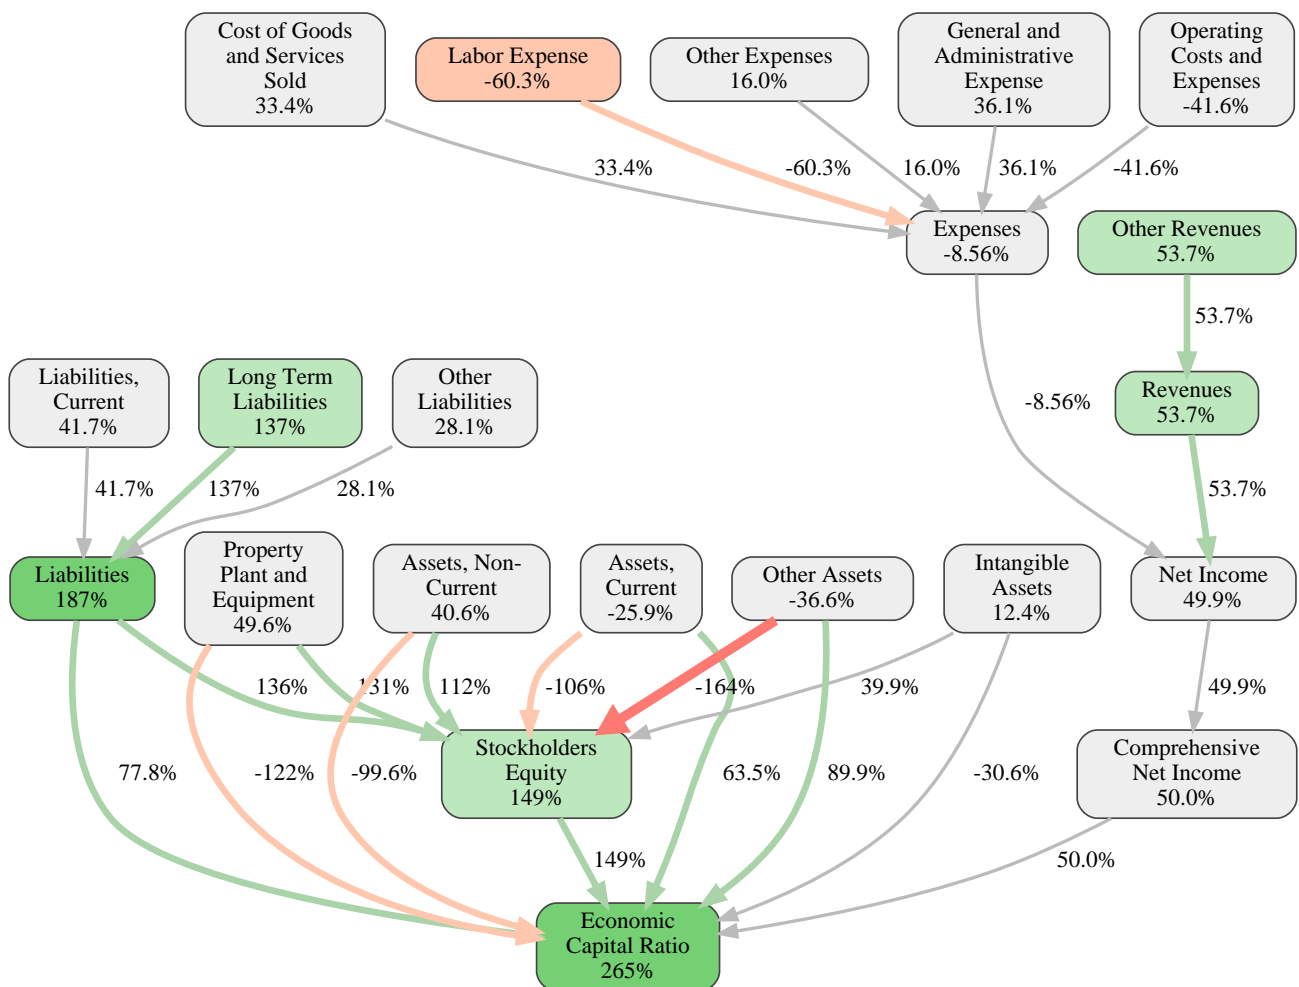 Cost of Goods
and Services
Sold
33.4%
Labor Expense
-60.3%
Other Expenses
16.0%
General and
Administrative
Expense
36.1%
Operating
Costs and
Expenses
-41.6%
33.4%
-60.3%
16.0%
36.1%
-41.6%
Expenses
-8.56%
Other Revenues
53.7%
53.7%
Liabilities,
Current
41.7%
Long Term
Liabilities
137%
Other
Liabilities
28.1%
-8.56%
Revenues
53.7%
41.7%
137%
28.1%
53.7%
Liabilities
187%
Property
Plant and
Equipment
49.6%
Assets, Non-
Current
40.6%
Assets,
Current
-25.9%
Other Assets
-36.6%
Intangible
Assets
12.4%
Net Income
49.9%
136%
131%
112%
-106%
-164%
39.9%
49.9%
Stockholders
Equity
149%
Comprehensive
Net Income
50.0%
77.8%
-122%
-99.6%
63.5%
89.9%
-30.6%
149%
50.0%
Economic
Capital Ratio
265%